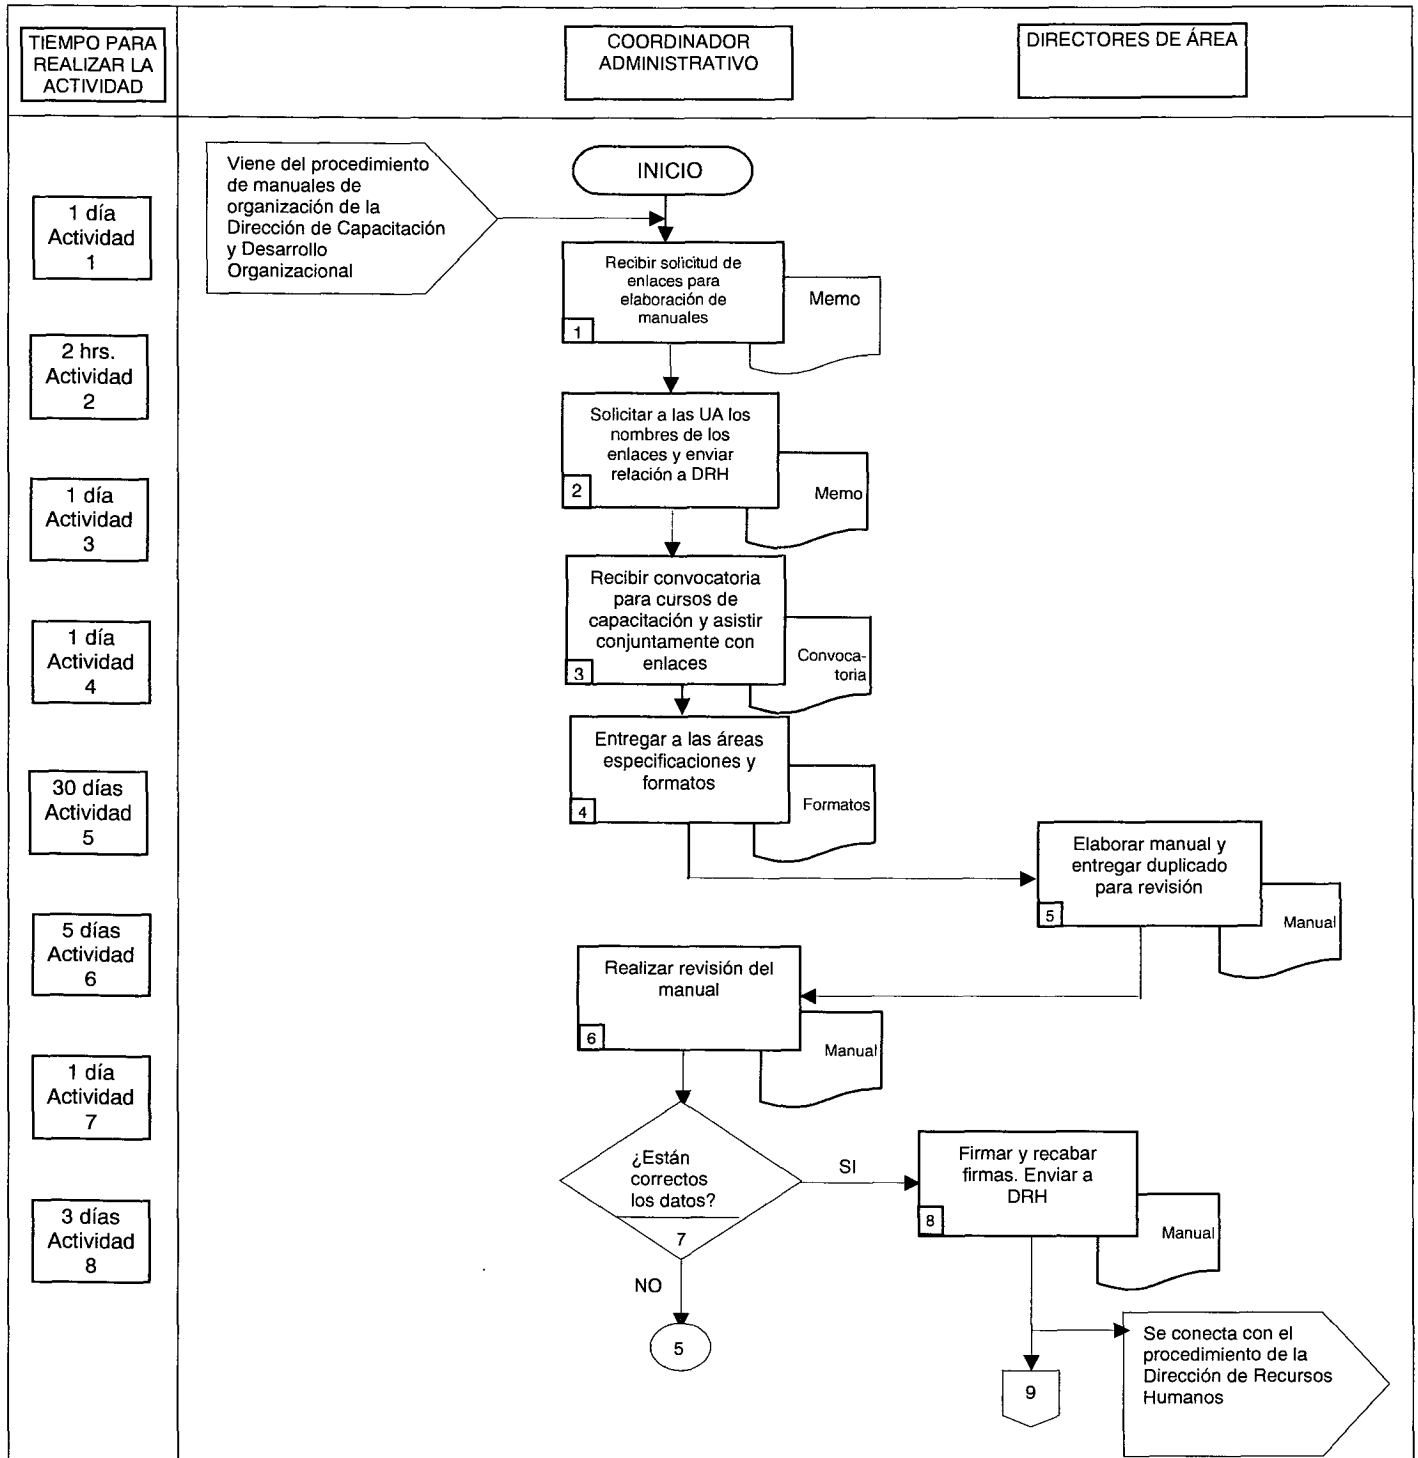 TIEMPO PARA
REALIZAR LA
ACTIVIDAD
COORDINADOR
ADMINISTRATIVO
DIRECTORES DE ÁREA
Viene del procedimiento
de manuales de
organización de la
Dirección de Capacitación
y Desarrollo
Organizacional
INICIO
1 día
Actividad
1
Recibir solicitud de
enlaces para
elaboración de
manuales
1
Memo
2 hrs.
Actividad
2
Solicitar a las UA los
nombres de los
enlaces y enviar
relación a DRH
2
Memo
1 día
Actividad
3
Recibir convocatoria
para cursos de
capacitación y asistir
conjuntamente con
enlaces
3
Convoca-
toria
1 día
Actividad
4
Entregar a las áreas
especificaciones y
formatos
4
Formatos
30 días
Actividad
5
Elaborar manual y
entregar duplicado
para revisión
5
Manual
5 días
Actividad
6
Realizar revisión del
manual
6
Manual
1 día
Actividad
7
¿Están
correctos
los datos?
7
SI
NO
5
Firmar y recabar
firmas. Enviar a
DRH
8
Manual
3 días
Actividad
8
9
Se conecta con el
procedimiento de la
Dirección de Recursos
Humanos